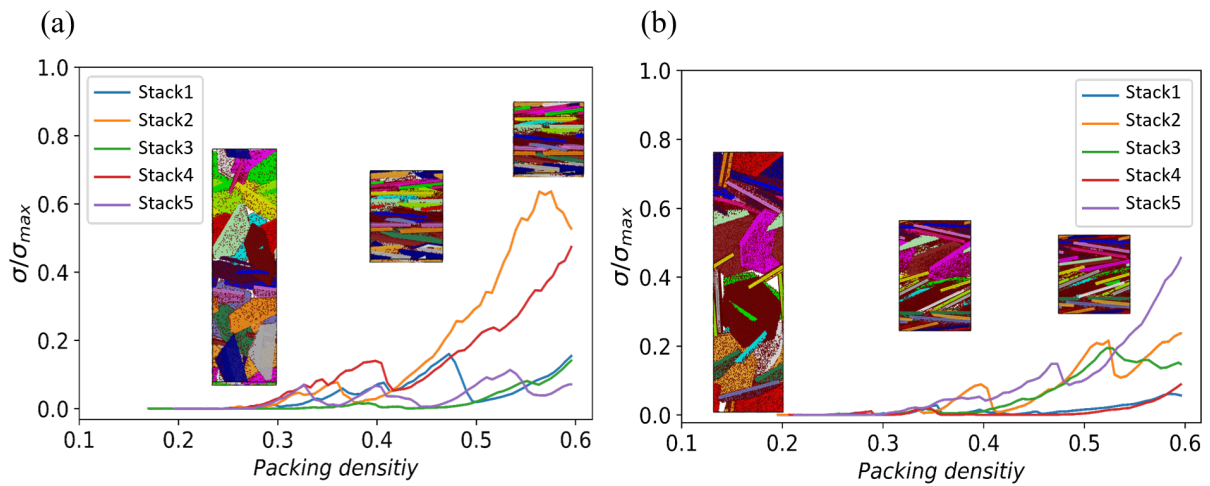 (a)
1.0
0.8
0.6
0.4
0.2
0.0
σ/σmax
Stack1
Stack2
Stack3
Stack4
Stack5
0.1 0.2 0.3 0.4 0.5 0.6
Packing densitiy
(b)
1.0
0.8
0.6
0.4
0.2
0.0
σ/σmax
Stack1
Stack2
Stack3
Stack4
Stack5
0.1 0.2 0.3 0.4 0.5 0.6
Packing densitiy